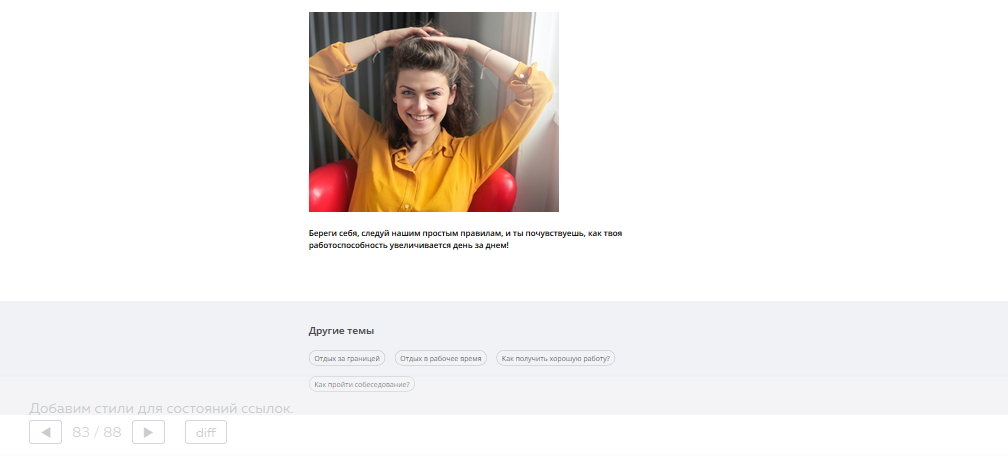 Береги себя, следуй нашим простым правилам, и ты почувствуешь, как твоя
работоспособность увеличивается день за днем!
Другие темы
Отдых за границей
Отдых в рабочее время
Как получить хорошую работу?
Как пройти собеседование?
Добавим стили для состояний ссылок.
83 / 88
diff